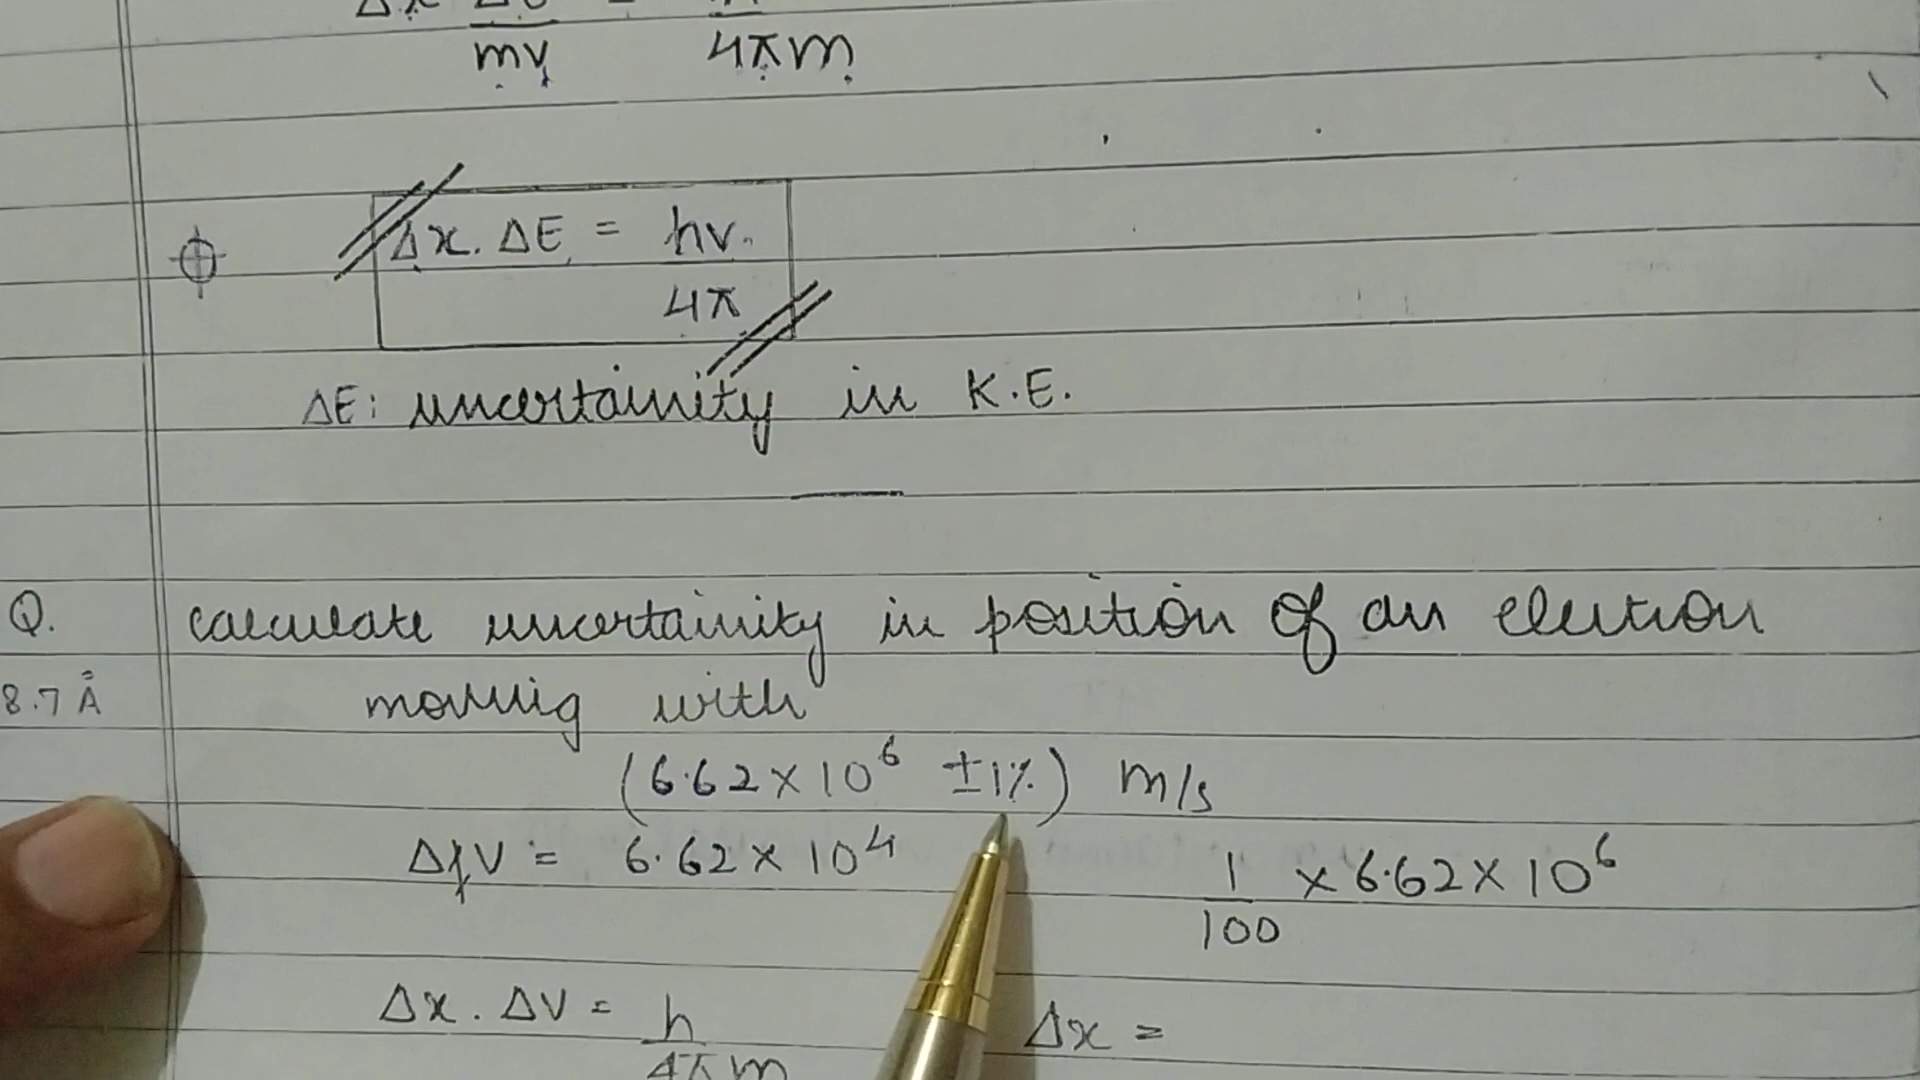 mv 4πm
Δx. ΔE = hv
4π
ΔE: uncertainity in K.E.
Q. calculate uncertainity in position of an electron
8.7 Å moving with
(6.62 × 10⁶ ±1%) m/s
V = 6.62 × 10⁴ 1/100 × 6.62 × 10⁶
Δx. ΔV = h/4πm Δx =